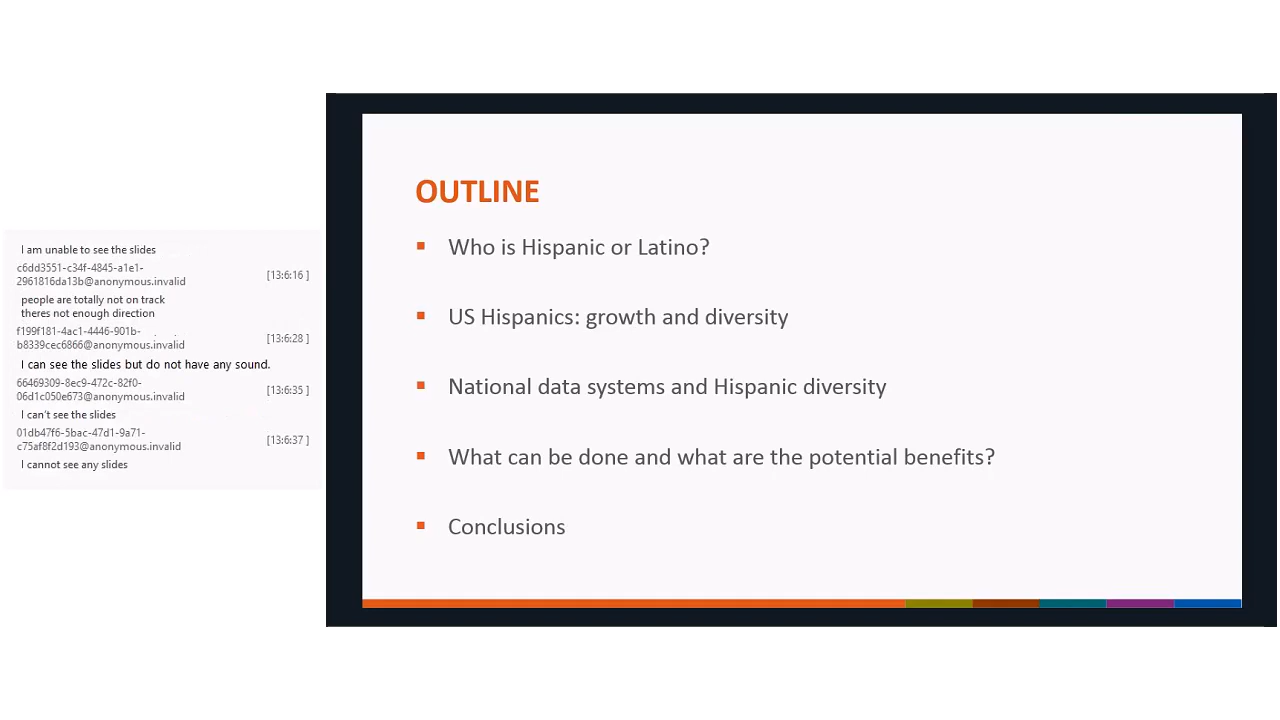 I am unable to see the slides
c6dd3551-c34f-4845-a1e1-
2961816da13b@anonymous.invalid
[13:6:16 ]
people are totally not on track
theres not enough direction
f199f181-4ac1-4446-901b-
b8339cec6866@anonymous.invalid
[13:6:28 ]
I can see the slides but do not have any sound.
66469309-8ec9-472c-82f0-
06d1c050e673@anonymous.invalid
[13:6:35 ]
I can't see the slides
01db47f6-5bac-47d1-9a71-
c75af8f2d193@anonymous.invalid
[13:6:37 ]
I cannot see any slides
OUTLINE
Who is Hispanic or Latino?
US Hispanics: growth and diversity
National data systems and Hispanic diversity
What can be done and what are the potential benefits?
Conclusions